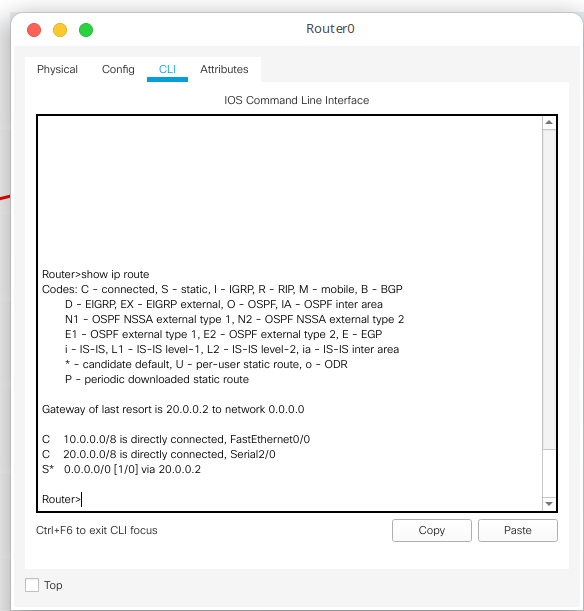 Router0
Physical Config CLI Attributes
IOS Command Line Interface
Router>show ip route
Codes: C - connected, S - static, I - IGRP, R - RIP, M - mobile, B - BGP
D - EIGRP, EX - EIGRP external, O - OSPF, IA - OSPF inter area
N1 - OSPF NSSA external type 1, N2 - OSPF NSSA external type 2
E1 - OSPF external type 1, E2 - OSPF external type 2, E - EGP
i - IS-IS, L1 - IS-IS level-1, L2 - IS-IS level-2, ia - IS-IS inter area
* - candidate default, U - per-user static route, o - ODR
P - periodic downloaded static route
Gateway of last resort is 20.0.0.2 to network 0.0.0.0
C 10.0.0.0/8 is directly connected, FastEthernet0/0
C 20.0.0.0/8 is directly connected, Serial2/0
S* 0.0.0.0/0 [1/0] via 20.0.0.2
Router>
Ctrl+F6 to exit CLI focus
Copy Paste
Top